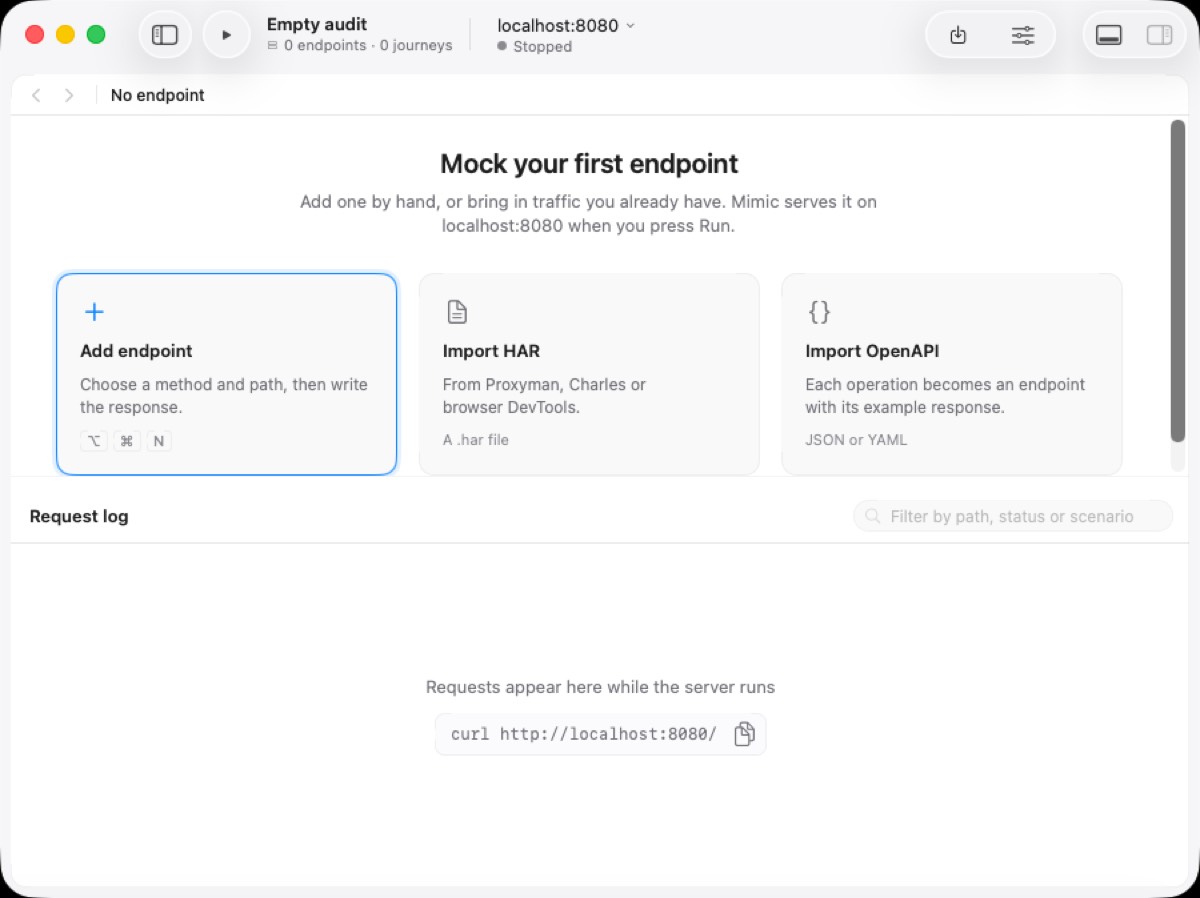 Empty audit
0 endpoints · 0 journeys
localhost:8080
Stopped
No endpoint
Mock your first endpoint
Add one by hand, or bring in traffic you already have. Mimic serves it on
localhost:8080 when you press Run.
Add endpoint
Choose a method and path, then write
the response.
⌥ ⌘ N
Import HAR
From Proxyman, Charles or
browser DevTools.
A .har file
{}
Import OpenAPI
Each operation becomes an endpoint
with its example response.
JSON or YAML
Request log
Filter by path, status or scenario
Requests appear here while the server runs
curl http://localhost:8080/